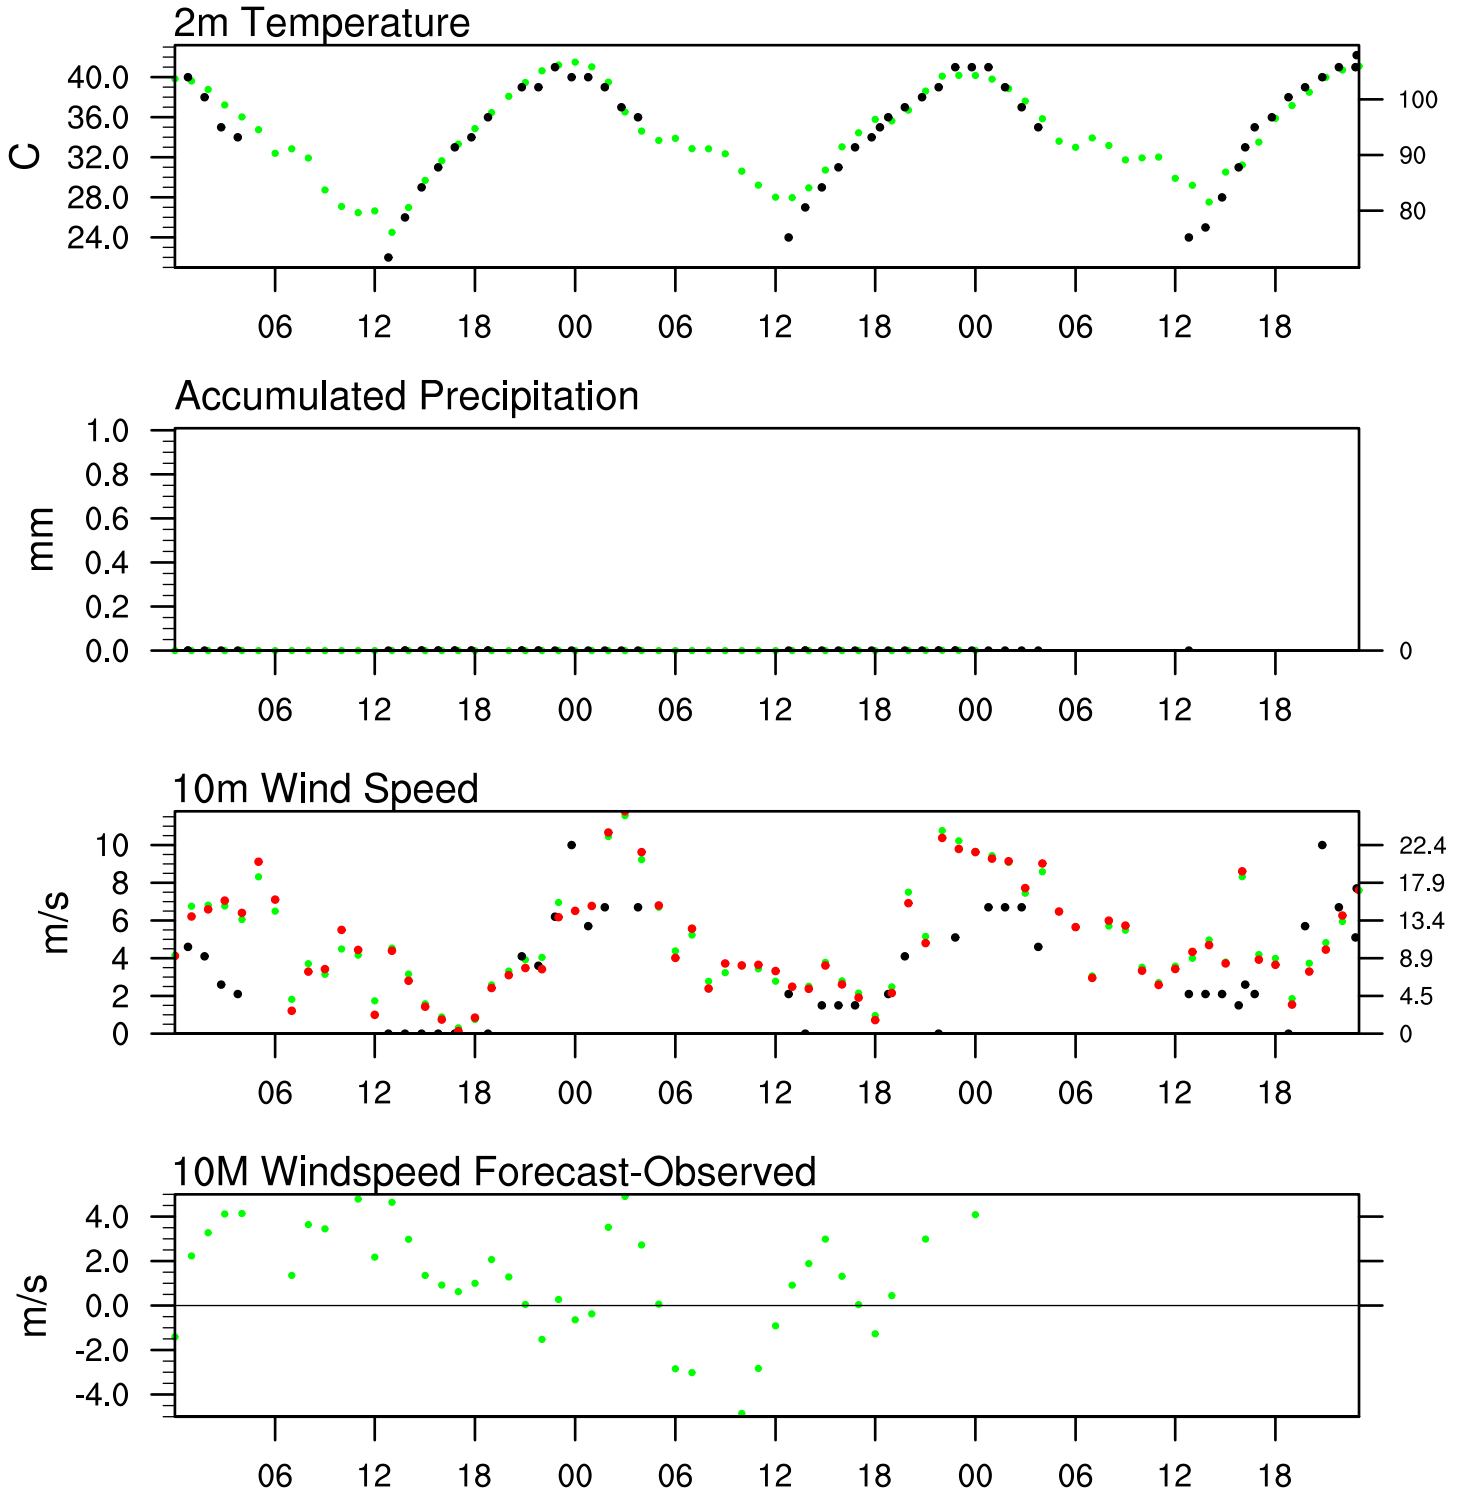 2m Temperature
40.0
36.0
32.0
28.0
24.0
C
100
90
80
06 12 18 00 06 12 18 00 06 12 18
Accumulated Precipitation
1.0
0.8
0.6
0.4
0.2
0.0
mm
0
06 12 18 00 06 12 18 00 06 12 18
10m Wind Speed
10
8
6
4
2
0
m/s
22.4
17.9
13.4
8.9
4.5
0
06 12 18 00 06 12 18 00 06 12 18
10M Windspeed Forecast-Observed
4.0
2.0
0.0
-2.0
-4.0
m/s
06 12 18 00 06 12 18 00 06 12 18